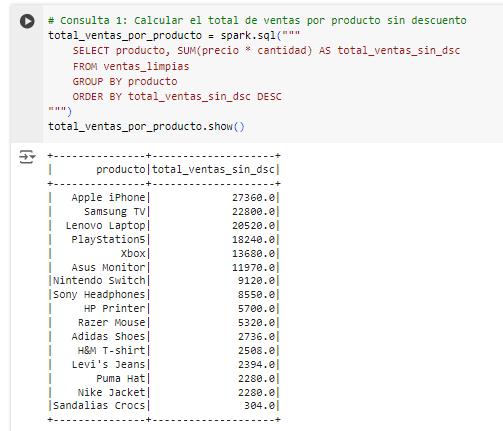 # Consulta 1: Calcular el total de ventas por producto sin descuento
total_ventas_por_producto = spark.sql("""
    SELECT producto, SUM(precio * cantidad) AS total_ventas_sin_dsc
    FROM ventas_limpias
    GROUP BY producto
    ORDER BY total_ventas_sin_dsc DESC
""")
total_ventas_por_producto.show()
+---------------+--------------------+
|       producto|total_ventas_sin_dsc|
+---------------+--------------------+
|   Apple iPhone|             27360.0|
|     Samsung TV|             22800.0|
|  Lenovo Laptop|             20520.0|
|   PlayStation5|             18240.0|
|           Xbox|             13680.0|
|   Asus Monitor|             11970.0|
|Nintendo Switch|              9120.0|
|Sony Headphones|              8550.0|
|     HP Printer|              5700.0|
|    Razer Mouse|              5320.0|
|   Adidas Shoes|              2736.0|
|    H&M T-shirt|              2508.0|
|   Levi's Jeans|              2394.0|
|       Puma Hat|              2280.0|
|    Nike Jacket|              2280.0|
|Sandalias Crocs|               304.0|
+---------------+--------------------+